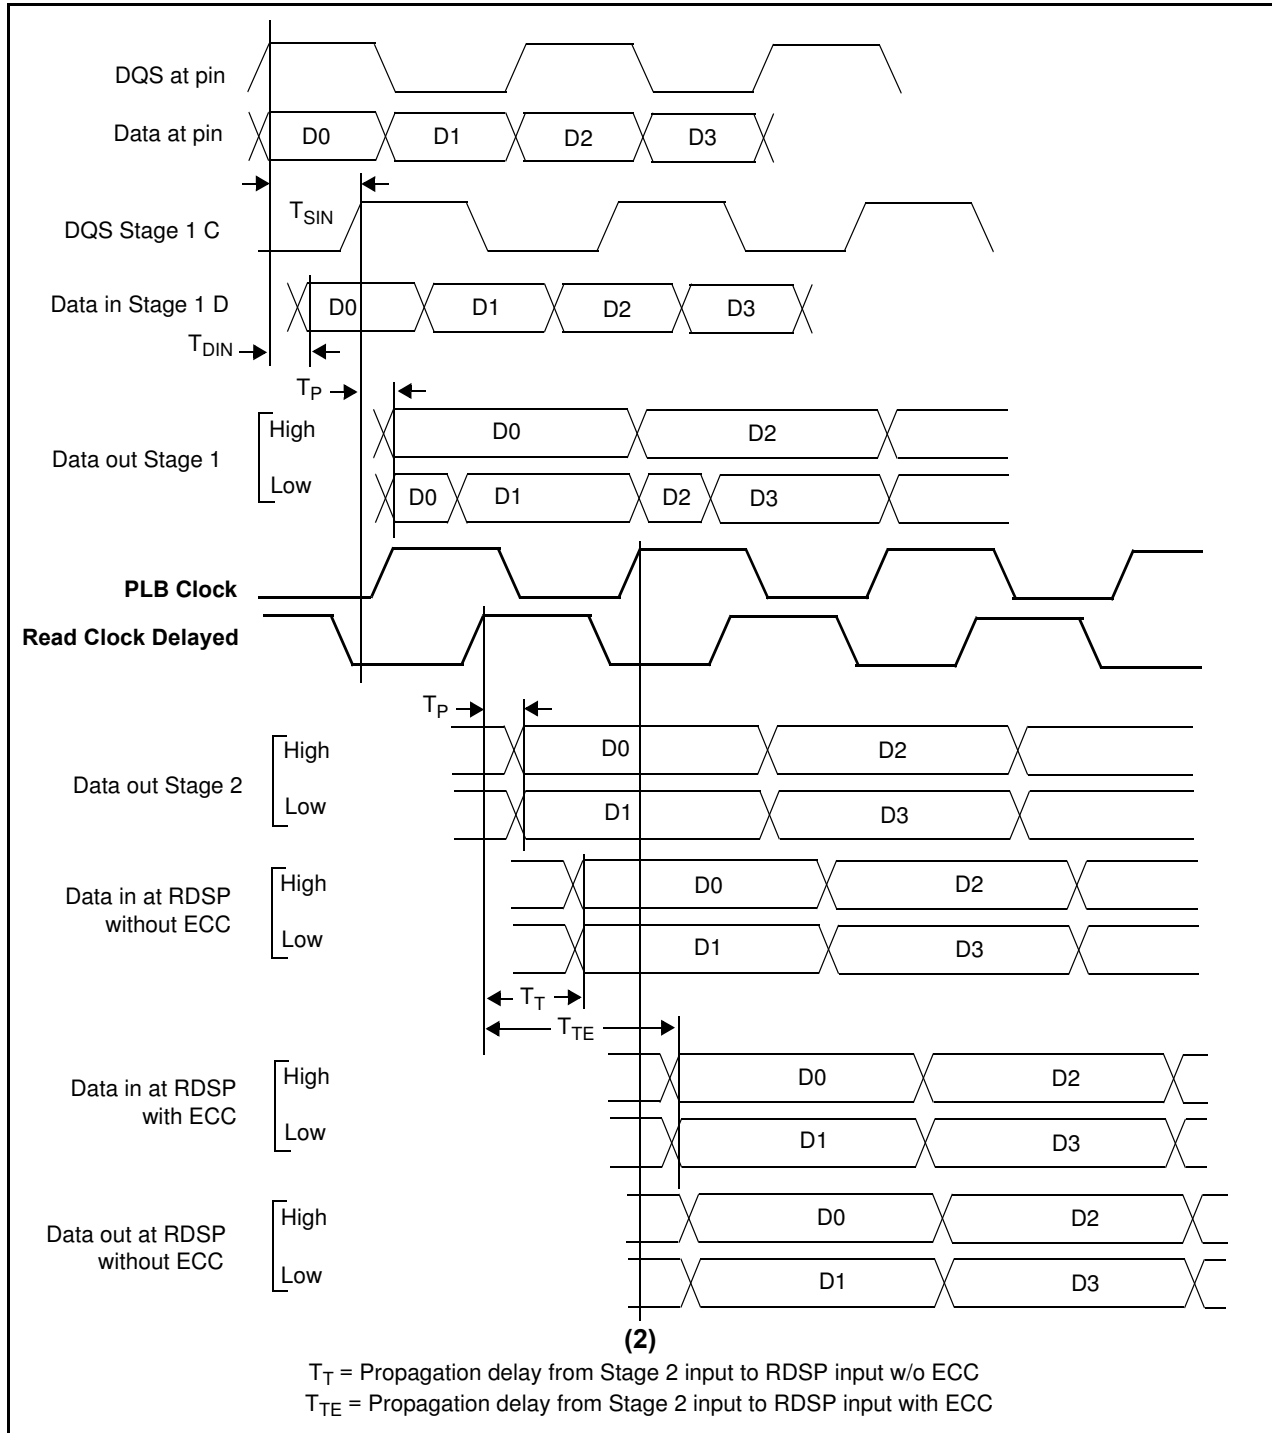 DQS at pin
Data at pin
D0 D1 D2 D3
TSIN
DQS Stage 1 C
Data in Stage 1 D
D0 D1 D2 D3
TDIN
TP
High
D0 D2
Data out Stage 1
Low
D0 D1 D2 D3
PLB Clock
Read Clock Delayed
TP
High
D0 D2
Data out Stage 2
Low
D1 D3
Data in at RDSP
without ECC
High
D0 D2
Low
D1 D3
TT
TTE
Data in at RDSP
with ECC
High
D0 D2
Low
D1 D3
Data out at RDSP
without ECC
High
D0 D2
Low
D1 D3
(2)
TT = Propagation delay from Stage 2 input to RDSP input w/o ECC
TTE = Propagation delay from Stage 2 input to RDSP input with ECC